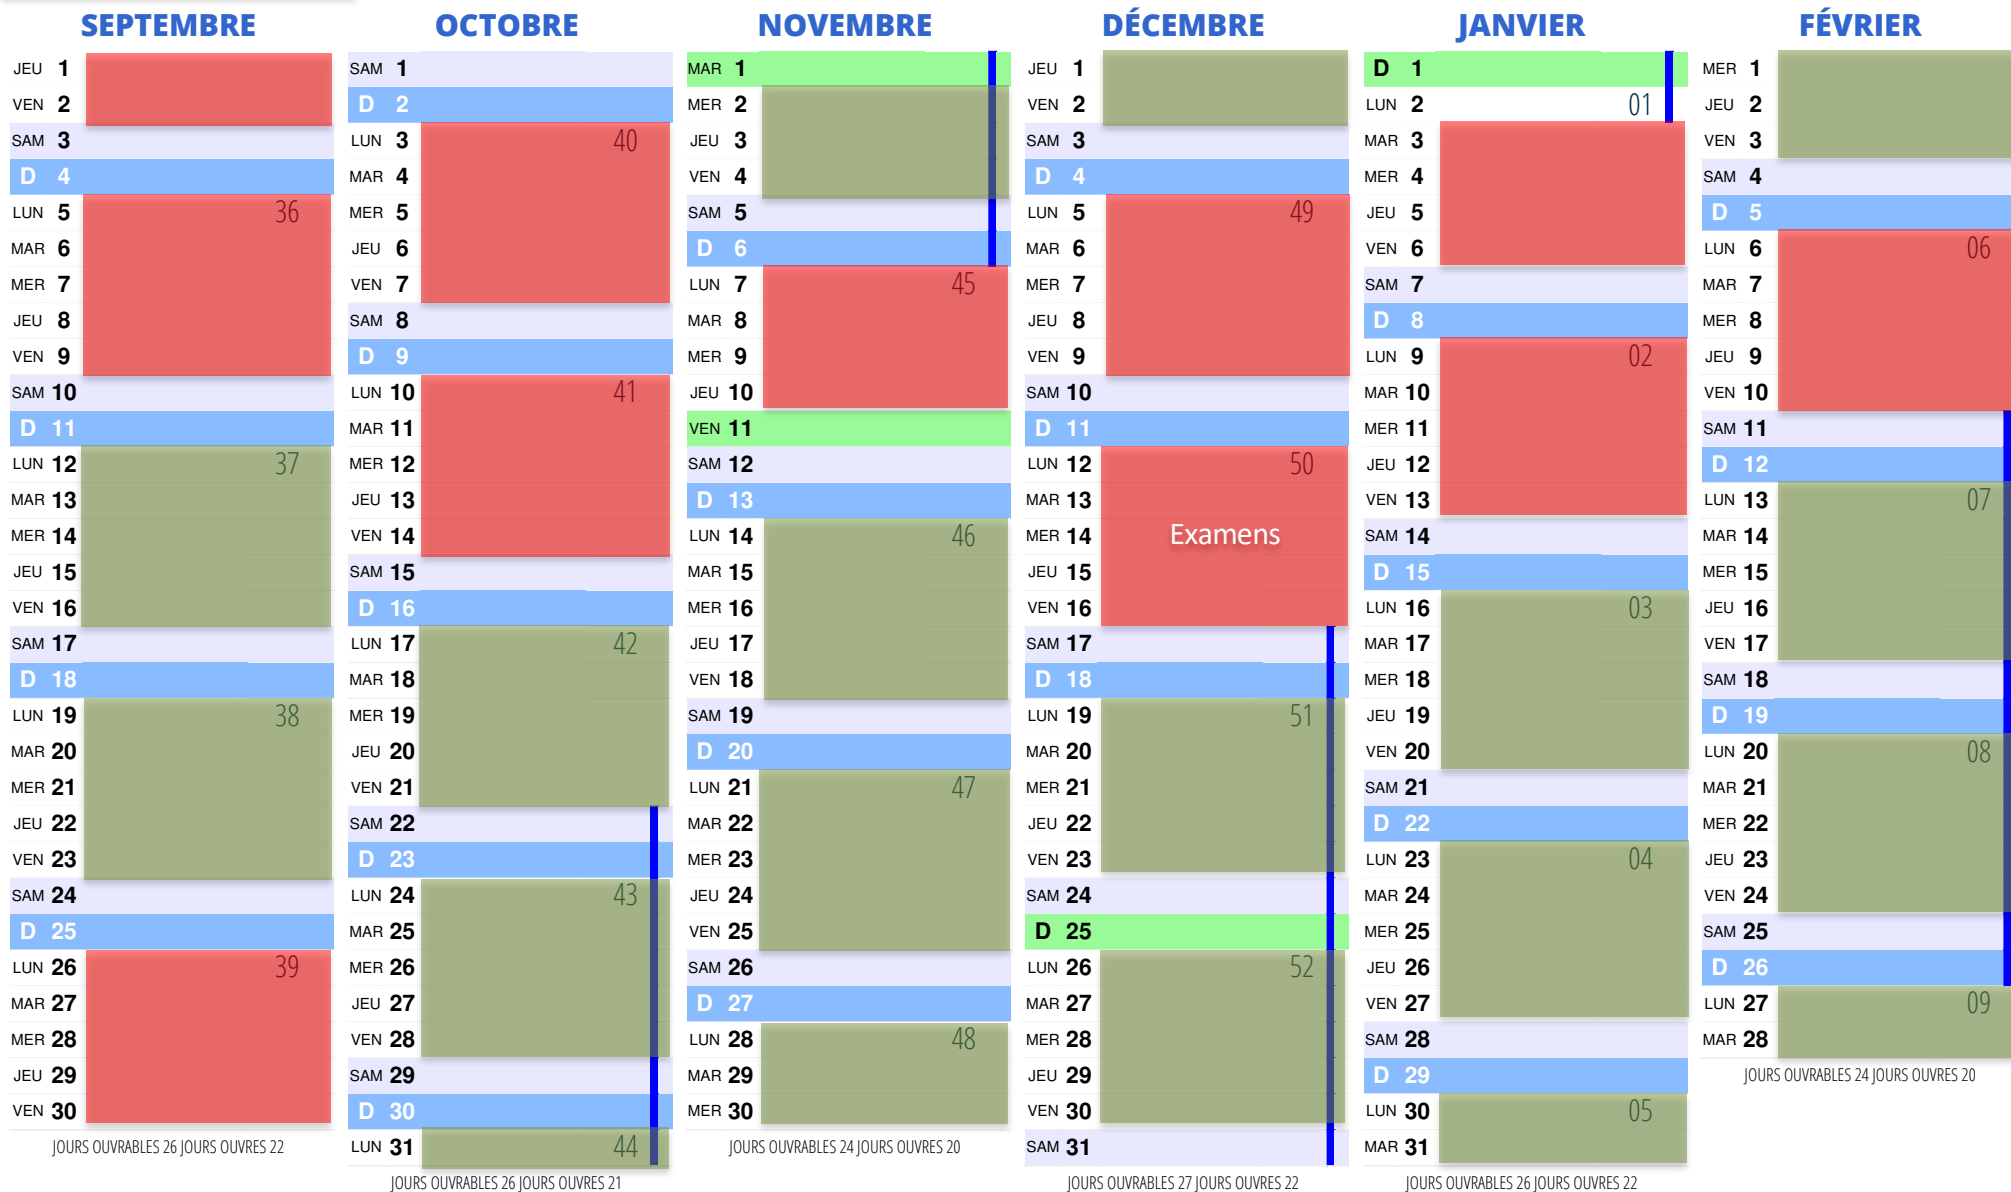 SEPTEMBRE
JEU 1
VEN 2
SAM 3
D 4
LUN 5 36
MAR 6
MER 7
JEU 8
VEN 9
SAM 10
D 11
LUN 12 37
MAR 13
MER 14
JEU 15
VEN 16
SAM 17
D 18
LUN 19 38
MAR 20
MER 21
JEU 22
VEN 23
SAM 24
D 25
LUN 26 39
MAR 27
MER 28
JEU 29
VEN 30
JOURS OUVRABLES 26 JOURS OUVRES 22
OCTOBRE
SAM 1
D 2
LUN 3 40
MAR 4
MER 5
JEU 6
VEN 7
SAM 8
D 9
LUN 10 41
MAR 11
MER 12
JEU 13
VEN 14
SAM 15
D 16
LUN 17 42
MAR 18
MER 19
JEU 20
VEN 21
SAM 22
D 23
LUN 24 43
MAR 25
MER 26
JEU 27
VEN 28
SAM 29
D 30
LUN 31 44
JOURS OUVRABLES 26 JOURS OUVRES 21
NOVEMBRE
MAR 1
MER 2
JEU 3
VEN 4
SAM 5
D 6
LUN 7 45
MAR 8
MER 9
JEU 10
VEN 11
SAM 12
D 13
LUN 14 46
MAR 15
MER 16
JEU 17
VEN 18
SAM 19
D 20
LUN 21 47
MAR 22
MER 23
JEU 24
VEN 25
SAM 26
D 27
LUN 28 48
MAR 29
MER 30
JOURS OUVRABLES 24 JOURS OUVRES 20
DÉCEMBRE
JEU 1
VEN 2
SAM 3
D 4
LUN 5 49
MAR 6
MER 7
JEU 8
VEN 9
SAM 10
D 11
LUN 12 50
MAR 13
MER 14 Examens
JEU 15
VEN 16
SAM 17
D 18
LUN 19 51
MAR 20
MER 21
JEU 22
VEN 23
SAM 24
D 25
LUN 26 52
MAR 27
MER 28
JEU 29
VEN 30
SAM 31
JOURS OUVRABLES 27 JOURS OUVRES 22
JANVIER
D 1
LUN 2 01
MAR 3
MER 4
JEU 5
VEN 6
SAM 7
D 8
LUN 9 02
MAR 10
MER 11
JEU 12
VEN 13
SAM 14
D 15
LUN 16 03
MAR 17
MER 18
JEU 19
VEN 20
SAM 21
D 22
LUN 23 04
MAR 24
MER 25
JEU 26
VEN 27
SAM 28
D 29
LUN 30 05
MAR 31
JOURS OUVRABLES 26 JOURS OUVRES 22
FÉVRIER
MER 1
JEU 2
VEN 3
SAM 4
D 5
LUN 6 06
MAR 7
MER 8
JEU 9
VEN 10
SAM 11
D 12
LUN 13 07
MAR 14
MER 15
JEU 16
VEN 17
SAM 18
D 19
LUN 20 08
MAR 21
MER 22
JEU 23
VEN 24
SAM 25
D 26
LUN 27 09
MAR 28
JOURS OUVRABLES 24 JOURS OUVRES 20